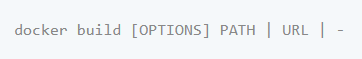 docker build [OPTIONS] PATH | URL | -